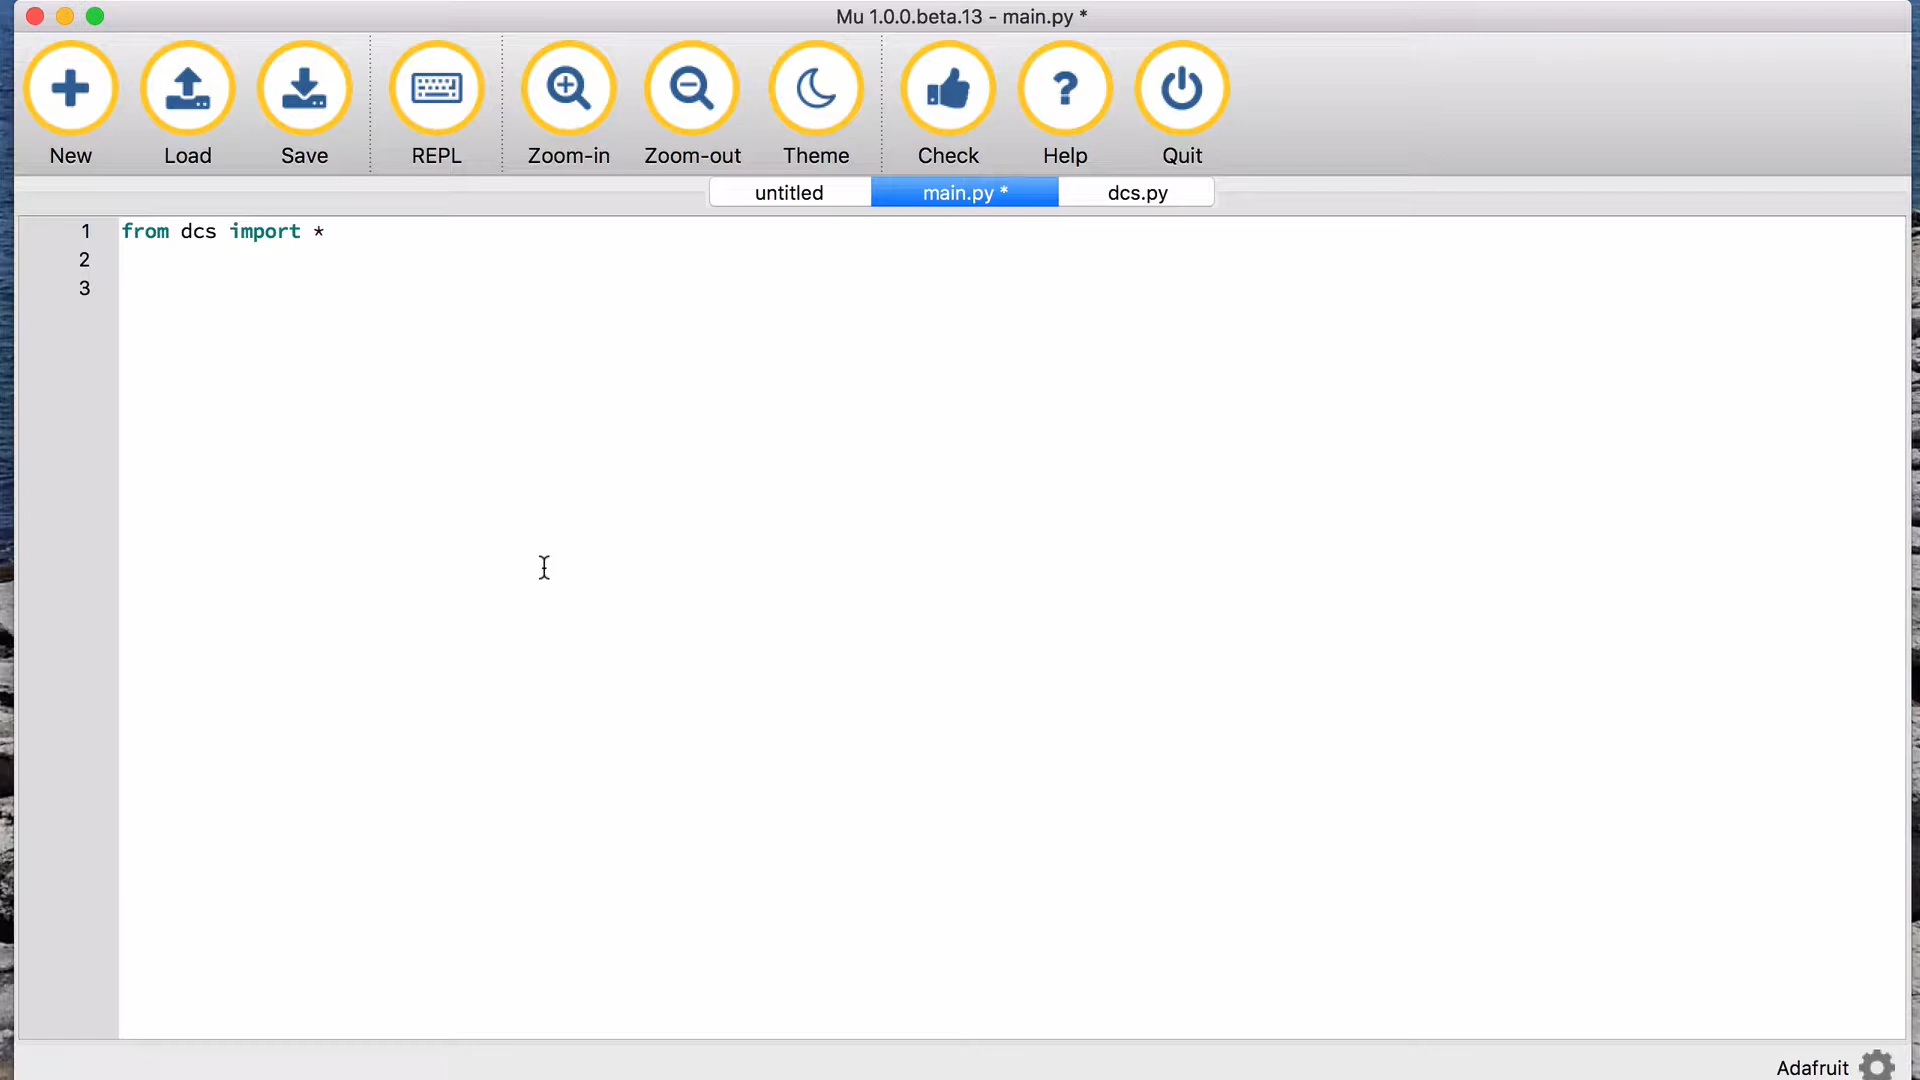 Mu 1.0.0.beta.13 - main.py *
New Load Save REPL Zoom-in Zoom-out Theme Check Help Quit
untitled main.py * dcs.py
1 from dcs import *
2
3
Adafruit